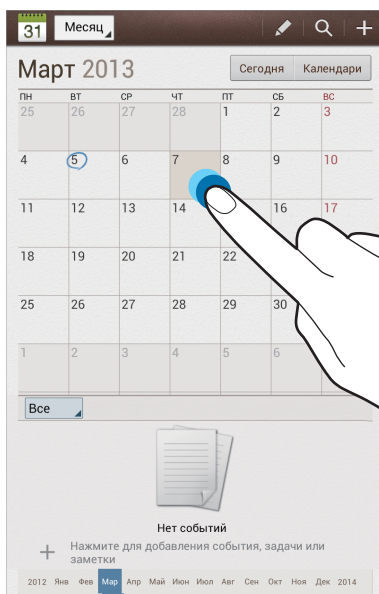 31 Месяц
Март 2013 Сегодня Календари
ПН ВТ СР ЧТ ПТ СБ ВС
25 26 27 28 1 2 3
4 5 6 7 8 9 10
11 12 13 14 16 17
18 19 20 21 22
25 26 27 28 29 30
1 2 3 4 5 6
Все
Нет событий
Нажмите для добавления события, задачи или
заметки
2012 Янв Фев Мар Апр Май Июн Июл Авг Сен Окт Ноя Дек 2014